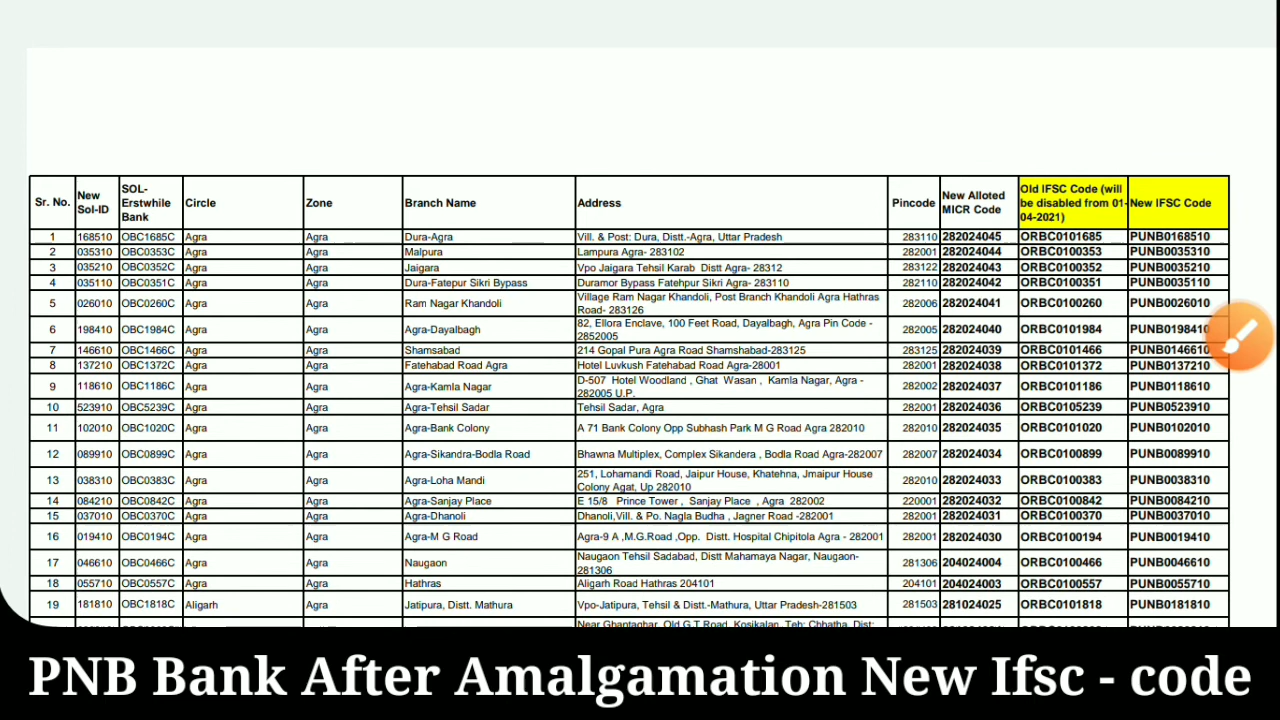 Sr. No. New Sol-ID SOL-Erstwhile Bank Circle Zone Branch Name Address Pincode New Alloted MICR Code Old IFSC Code (will be disabled from 01-04-2021) New IFSC Code
1 168510 OBC1685C Agra Agra Dura-Agra Vill. & Post: Dura, Distt.-Agra, Uttar Pradesh 283110 282024045 ORBC0101685 PUNB0168510
2 035310 OBC0353C Agra Agra Malpura Lampura Agra- 283102 282001 282024044 ORBC0100353 PUNB0035310
3 035210 OBC0352C Agra Agra Jaigara Vpo Jaigara Tehsil Karab Distt Agra- 28312 283122 282024043 ORBC0100352 PUNB0035210
4 035110 OBC0351C Agra Agra Dura-Fatepur Sikri Bypass Duramor Bypass Fatehpur Sikri Agra- 283110 282110 282024042 ORBC0100351 PUNB0035110
5 026010 OBC0260C Agra Agra Ram Nagar Khandoli Village Ram Nagar Khandoli, Post Branch Khandoli Agra Hathras Road- 283126 282006 282024041 ORBC0100260 PUNB0026010
6 198410 OBC1984C Agra Agra Agra-Dayalbagh 82, Ellora Enclave, 100 Feet Road, Dayalbagh, Agra Pin Code - 2852005 282005 282024040 ORBC0101984 PUNB0198410
7 146610 OBC1466C Agra Agra Shamsabad 214 Gopal Pura Agra Road Shamshabad-283125 283125 282024039 ORBC0101466 PUNB0146610
8 137210 OBC1372C Agra Agra Fatehabad Road Agra Hotel Luvkush Fatehabad Road Agra-28001 282001 282024038 ORBC0101372 PUNB0137210
9 118610 OBC1186C Agra Agra Agra-Kamla Nagar D-507 Hotel Woodland , Ghat Wasan , Kamla Nagar, Agra - 282005 U.P. 282002 282024037 ORBC0101186 PUNB0118610
10 523910 OBC5239C Agra Agra Agra-Tehsil Sadar Tehsil Sadar, Agra 282001 282024036 ORBC0105239 PUNB0523910
11 102010 OBC1020C Agra Agra Agra-Bank Colony A 71 Bank Colony Opp Subhash Park M G Road Agra 282010 282010 282024035 ORBC0101020 PUNB0102010
12 089910 OBC0899C Agra Agra Agra-Sikandra-Bodla Road Bhawna Multiplex, Complex Sikandera , Bodla Road Agra-282007 282007 282024034 ORBC0100899 PUNB0089910
13 038310 OBC0383C Agra Agra Agra-Loha Mandi 251, Lohamandi Road, Jaipur House, Khatehna, Jmaipur House Colony Agat, Up 282010 282010 282024033 ORBC0100383 PUNB0038310
14 084210 OBC0842C Agra Agra Agra-Sanjay Place E 15/8 Prince Tower , Sanjay Place , Agra 282002 220001 282024032 ORBC0100842 PUNB0084210
15 037010 OBC0370C Agra Agra Agra-Dhanoli Dhanoli,Vill. & Po. Nagla Budha , Jagner Road -282001 282001 282024031 ORBC0100370 PUNB0037010
16 019410 OBC0194C Agra Agra Agra-M G Road Agra-9 A ,M.G.Road ,Opp. Distt. Hospital Chipitola Agra - 282001 282001 282024030 ORBC0100194 PUNB0019410
17 046610 OBC0466C Agra Agra Naugaon Naugaon Tehsil Sadabad, Distt Mahamaya Nagar, Naugaon-281306 281306 204024004 ORBC0100466 PUNB0046610
18 055710 OBC0557C Agra Agra Hathras Aligarh Road Hathras 204101 204101 204024003 ORBC0100557 PUNB0055710
19 181810 OBC1818C Aligarh Agra Jatipura, Distt. Mathura Vpo-Jatipura, Tehsil & Distt.-Mathura, Uttar Pradesh-281503 281503 281024025 ORBC0101818 PUNB0181810
Near Ghantaghar, Old G.T Road, Kosikalan, Teh: Chhatha, Dist:
PNB Bank After Amalgamation New Ifsc - code